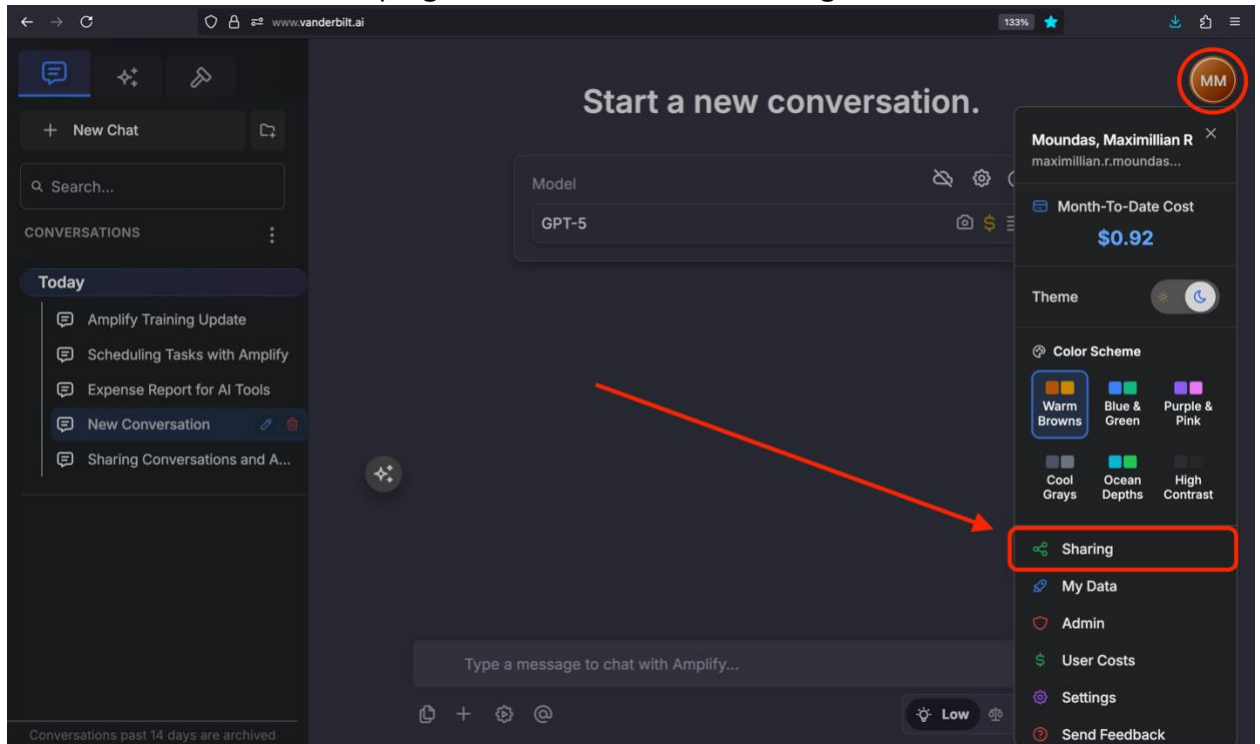 www.vanderbilt.ai
133%
+ New Chat
Search...
CONVERSATIONS
Today
Amplify Training Update
Scheduling Tasks with Amplify
Expense Report for AI Tools
New Conversation
Sharing Conversations and A...
Conversations past 14 days are archived
Start a new conversation.
Model
GPT-5
$
Type a message to chat with Amplify...
Low
MM
Moundas, Maximillian R
maximillian.r.moundas...
Month-To-Date Cost
$0.92
Theme
Color Scheme
Warm Browns
Blue & Green
Purple & Pink
Cool Grays
Ocean Depths
High Contrast
Sharing
My Data
Admin
$ User Costs
Settings
Send Feedback